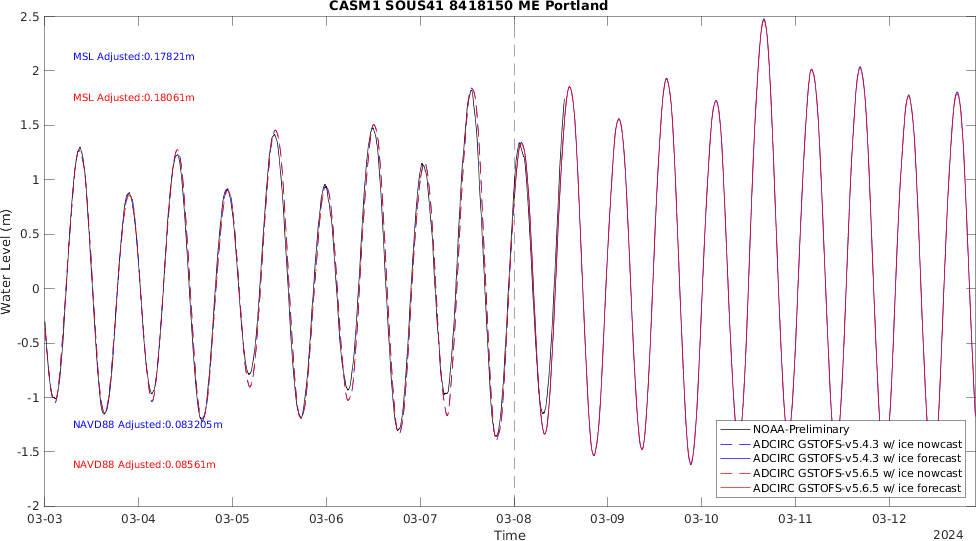 CASM1 SOUS41 8418150 ME Portland
2.5
2
1.5
1
0.5
0
-0.5
-1
-1.5
-2
Water Level (m)
MSL Adjusted:0.17821m
MSL Adjusted:0.18061m
NAVD88 Adjusted:0.083205m
NAVD88 Adjusted:0.08561m
NOAA-Preliminary
ADCIRC GSTOFS-v5.4.3 w/ ice nowcast
ADCIRC GSTOFS-v5.4.3 w/ ice forecast
ADCIRC GSTOFS-v5.6.5 w/ ice nowcast
ADCIRC GSTOFS-v5.6.5 w/ ice forecast
03-03 03-04 03-05 03-06 03-07 03-08 03-09 03-10 03-11 03-12
Time
2024